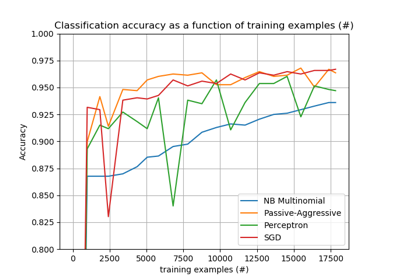 Classification accuracy as a function of training examples (#)
1.000
0.975
0.950
0.925
0.900
0.875
0.850
0.825
0.800
Accuracy
NB Multinomial
Passive-Aggressive
Perceptron
SGD
0 2500 5000 7500 10000 12500 15000 17500
training examples (#)